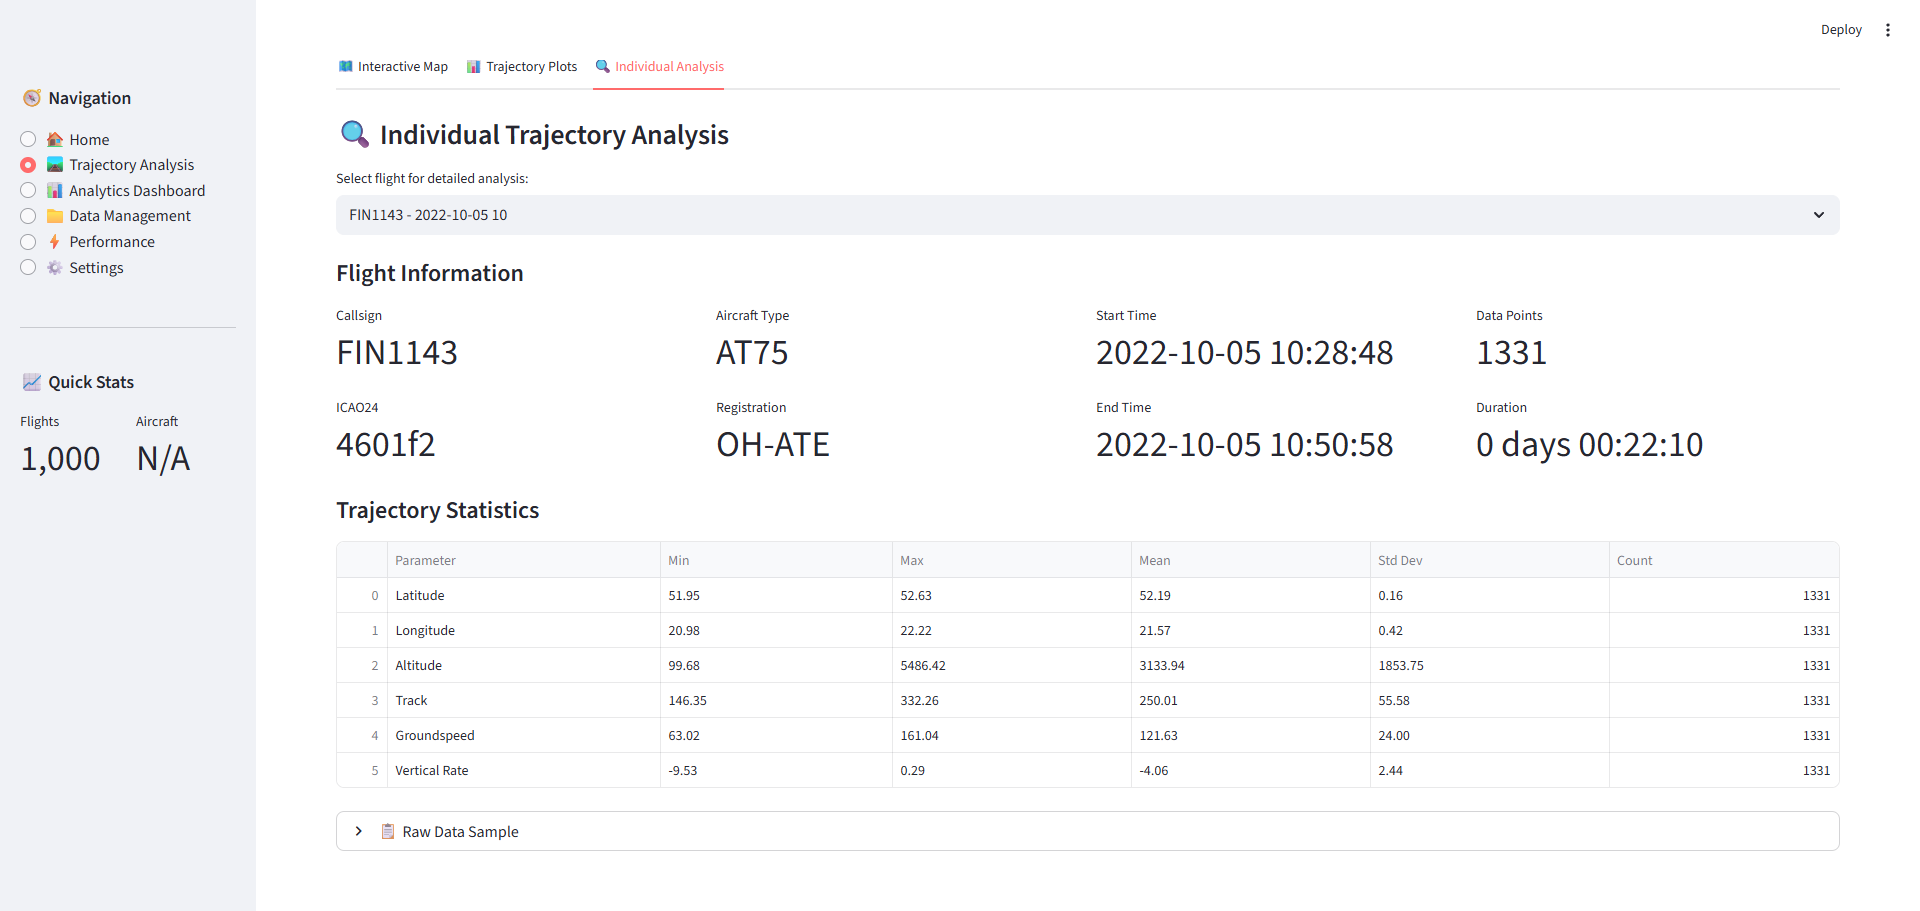 Deploy
Navigation
Home
Trajectory Analysis
Analytics Dashboard
Data Management
Performance
Settings
Quick Stats
Flights Aircraft
1,000 N/A
Interactive Map Trajectory Plots Individual Analysis
Individual Trajectory Analysis
Select flight for detailed analysis:
FIN1143 - 2022-10-05 10
Flight Information
Callsign Aircraft Type Start Time Data Points
FIN1143 AT75 2022-10-05 10:28:48 1331
ICAO24 Registration End Time Duration
4601f2 OH-ATE 2022-10-05 10:50:58 0 days 00:22:10
Trajectory Statistics
Parameter Min Max Mean Std Dev Count
0 Latitude 51.95 52.63 52.19 0.16 1331
1 Longitude 20.98 22.22 21.57 0.42 1331
2 Altitude 99.68 5486.42 3133.94 1853.75 1331
3 Track 146.35 332.26 250.01 55.58 1331
4 Groundspeed 63.02 161.04 121.63 24.00 1331
5 Vertical Rate -9.53 0.29 -4.06 2.44 1331
Raw Data Sample